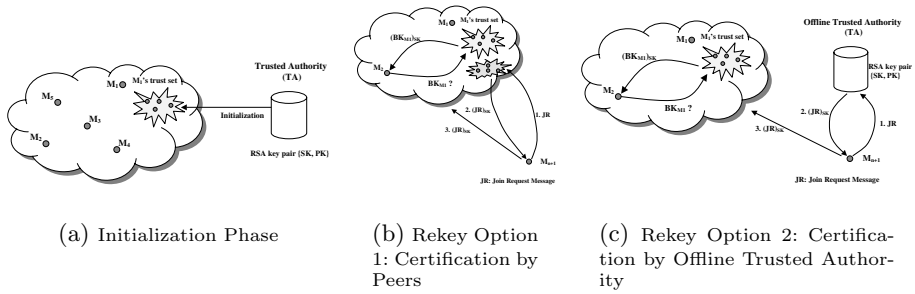 M1
M1's trust set
M5
M3
M2
M4
Initialization
Trusted Authority
(TA)
RSA key pair {SK, PK}
(a) Initialization Phase
M1
M1's trust set
(BKM1)SK
M2
BKM1 ?
2. (JR)SK
1. JR
3. (JR)SK
Mn+1
JR: Join Request Message
(b) Rekey Option
1: Certification by
Peers
Offline Trusted Authority
(TA)
M1
M1's trust set
(BKM1)SK
RSA key pair
{SK, PK}
M2
BKM1 ?
2. (JR)SK
1. JR
3. (JR)SK
Mn+1
JR: Join Request Message
(c) Rekey Option 2: Certifica-
tion by Offline Trusted Author-
ity